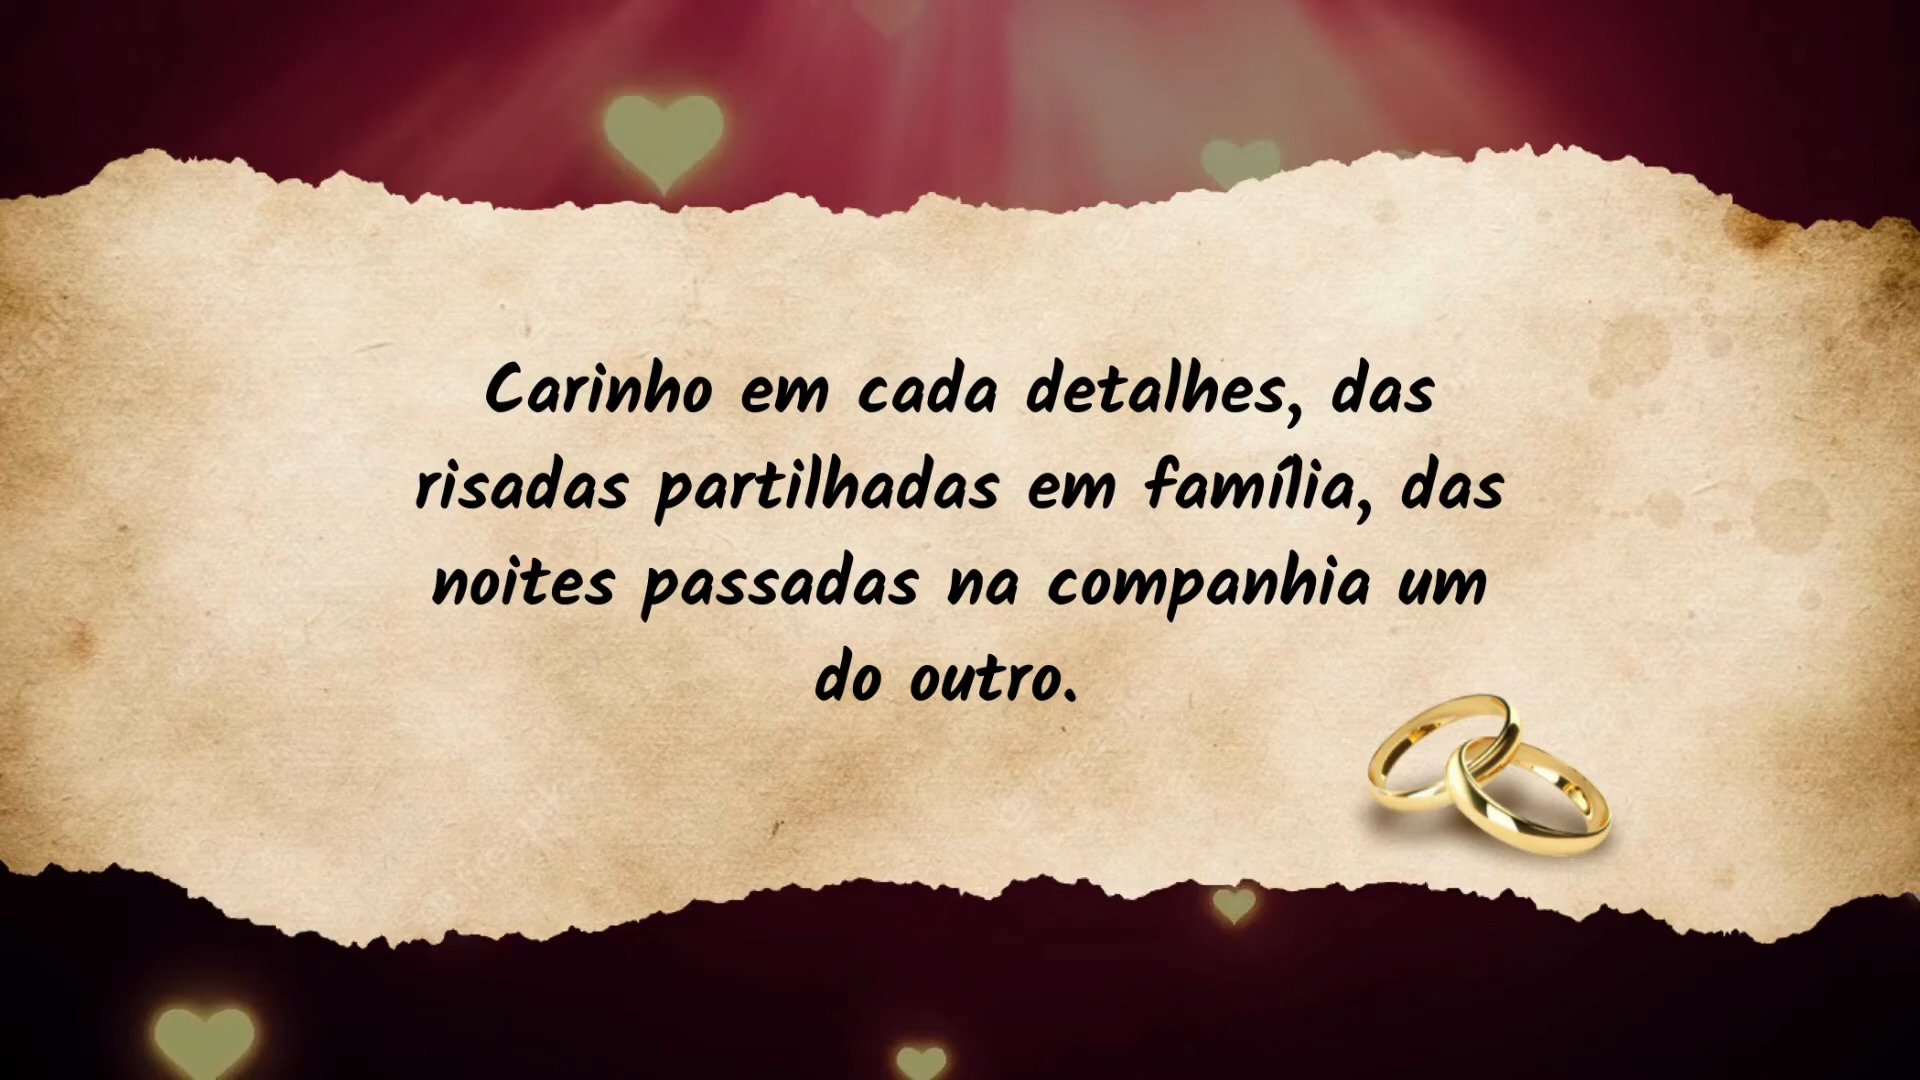 Carinho em cada detalhes, das
risadas partilhadas em família, das
noites passadas na companhia um
do outro.